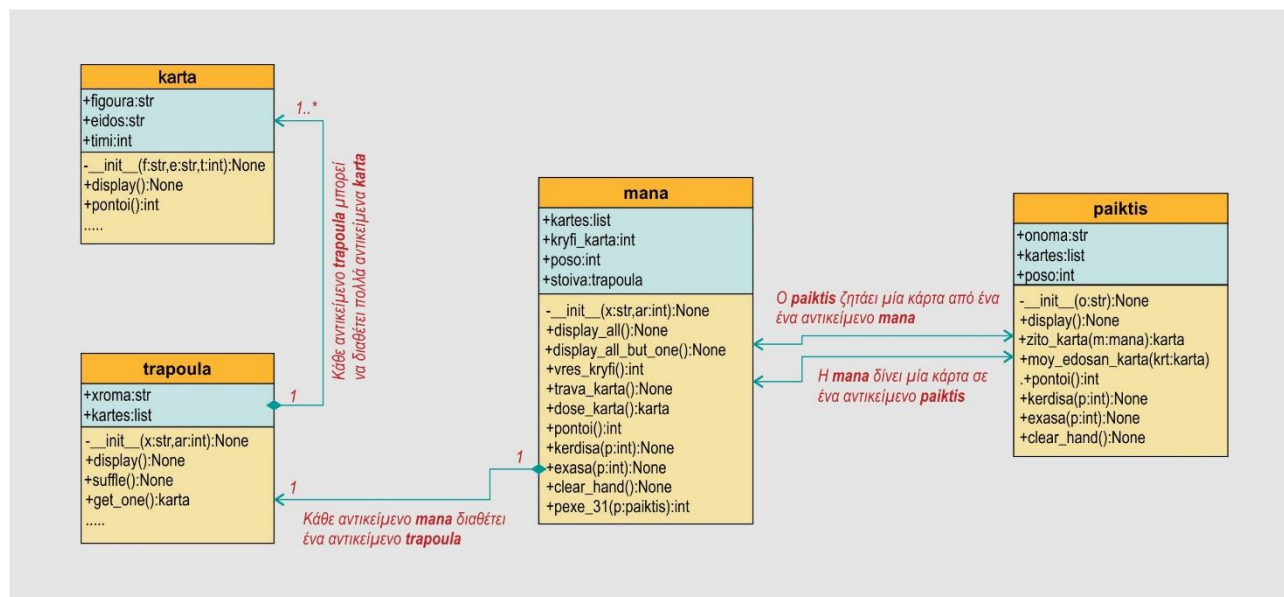 karta
+figoura:str
+eidos:str
+timi:int
-__init__(f:str,e:str,t:int):None
+display():None
+pontoi():int
.....
1..*
Κάθε αντικείμενο trapoula μπορεί
να διαθέτει πολλά αντικείμενα karta
trapoula
+xroma:str
+kartes:list
-__init__(x:str,ar:int):None
+display():None
+suffle():None
+get_one():karta
.....
1
1
Κάθε αντικείμενο mana διαθέτει
ένα αντικείμενο trapoula
1
mana
+kartes:list
+kryfi_karta:int
+poso:int
+stoiva:trapoula
-__init__(x:str,ar:int):None
+display_all():None
+display_all_but_one():None
+vres_kryfi():int
+trava_karta():None
+dose_karta():karta
+pontoi():int
+kerdisa(p:int):None
+exasa(p:int):None
+clear_hand():None
+pexe_31(p:paiktis):int
Ο paiktis ζητάει μία κάρτα από ένα
ένα αντικείμενο mana
Η mana δίνει μία κάρτα σε
ένα αντικείμενο paiktis
paiktis
+onoma:str
+kartes:list
+poso:int
-__init__(o:str):None
+display():None
+zito_karta(m:mana):karta
+moy_edosan_karta(krt:karta)
.+pontoi():int
+kerdisa(p:int):None
+exasa(p:int):None
+clear_hand():None